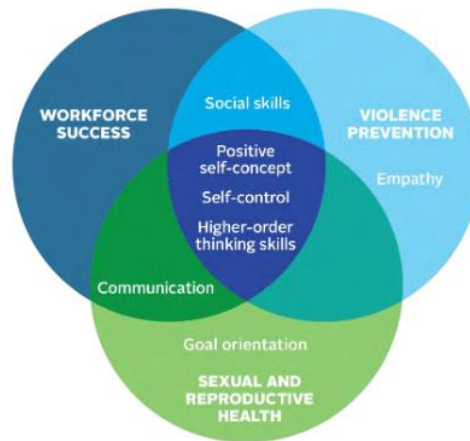 Social skills
WORKFORCE
SUCCESS
VIOLENCE
PREVENTION
Positive
self-concept
Self-control
Higher-order
thinking skills
Empathy
Communication
Goal orientation
SEXUAL AND
REPRODUCTIVE
HEALTH